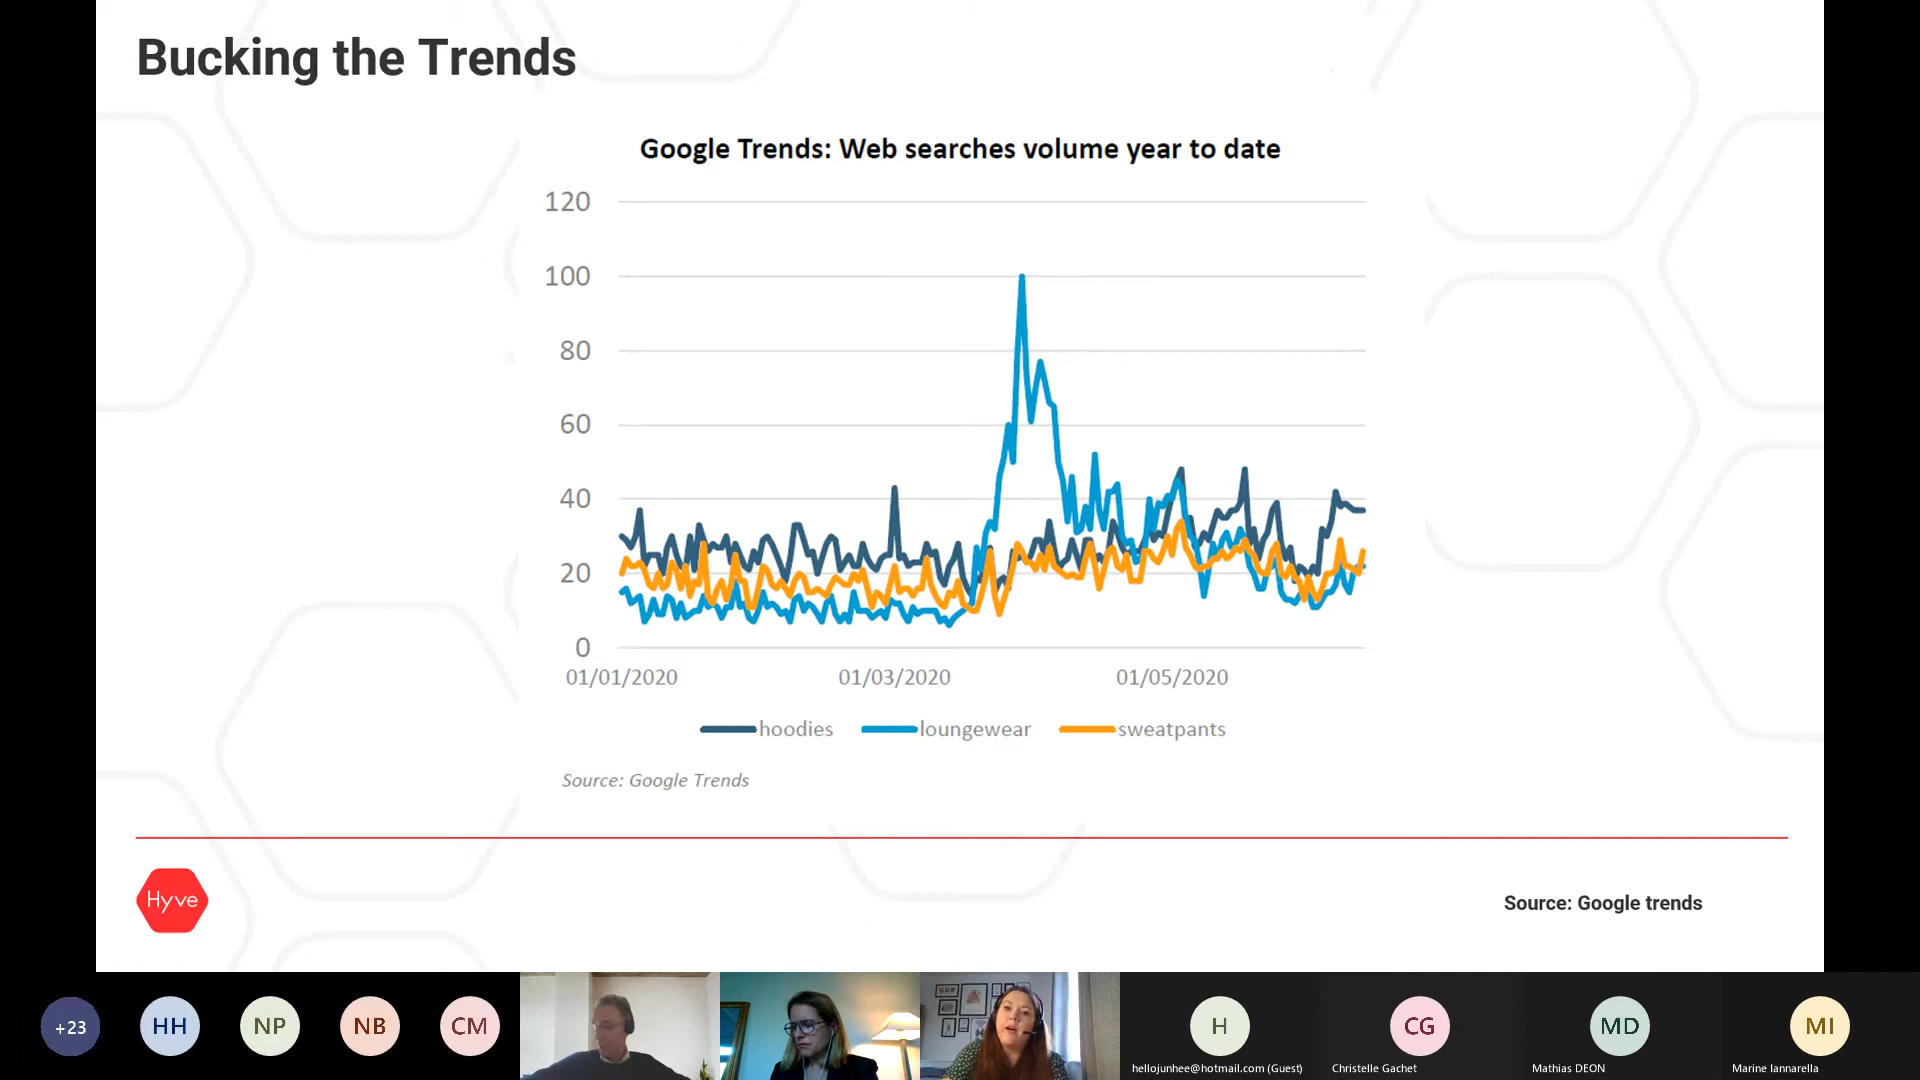 Bucking the Trends
Google Trends: Web searches volume year to date
120
100
80
60
40
20
0
01/01/2020 01/03/2020 01/05/2020
hoodies loungewear sweatpants
Source: Google Trends
Hyve
Source: Google trends
+23 HH NP NB CM H CG MD MI
hellojunhee@hotmail.com (Guest) Christelle Gachet Mathias DEON Marine Iannarella